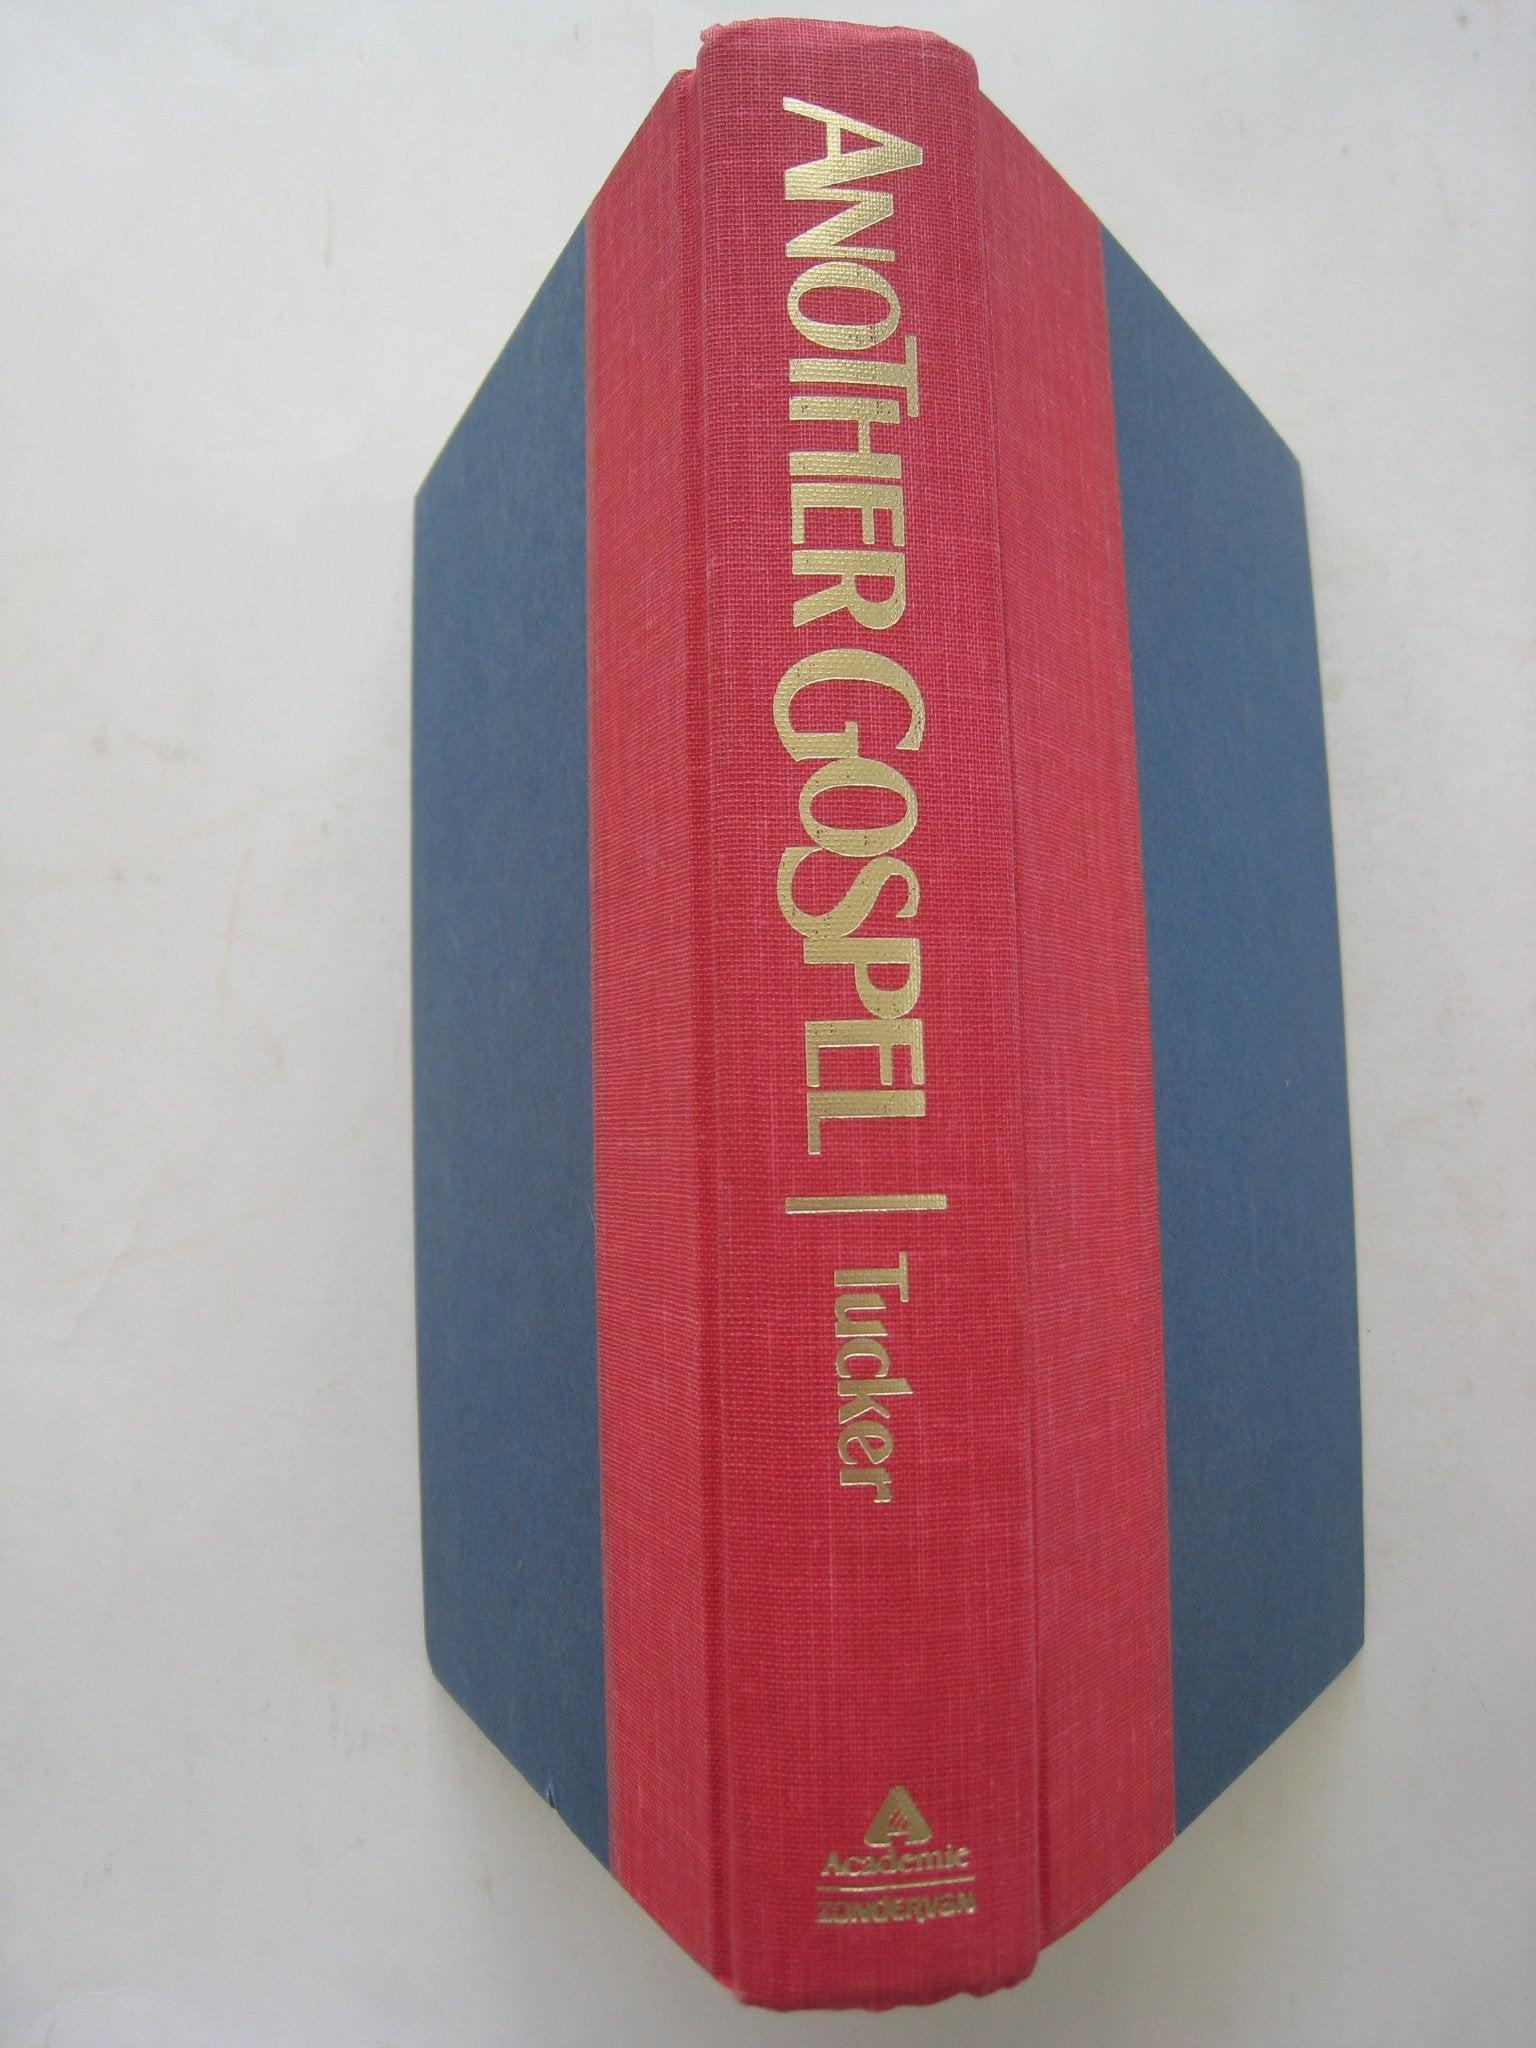 ANOTHER GOSPEL | Tucker
Academie
ZONDERVAN